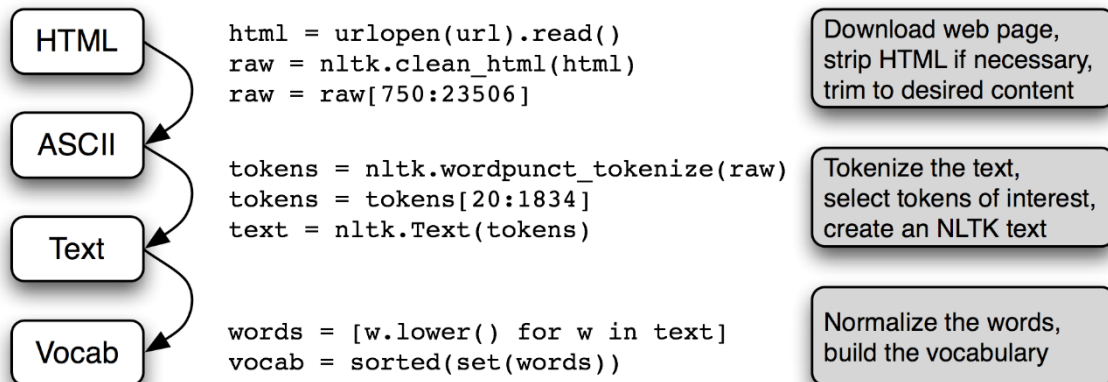 HTML
html = urlopen(url).read()
raw = nltk.clean_html(html)
raw = raw[750:23506]
Download web page,
strip HTML if necessary,
trim to desired content
ASCII
tokens = nltk.wordpunct_tokenize(raw)
tokens = tokens[20:1834]
text = nltk.Text(tokens)
Tokenize the text,
select tokens of interest,
create an NLTK text
Text
words = [w.lower() for w in text]
vocab = sorted(set(words))
Normalize the words,
build the vocabulary
Vocab